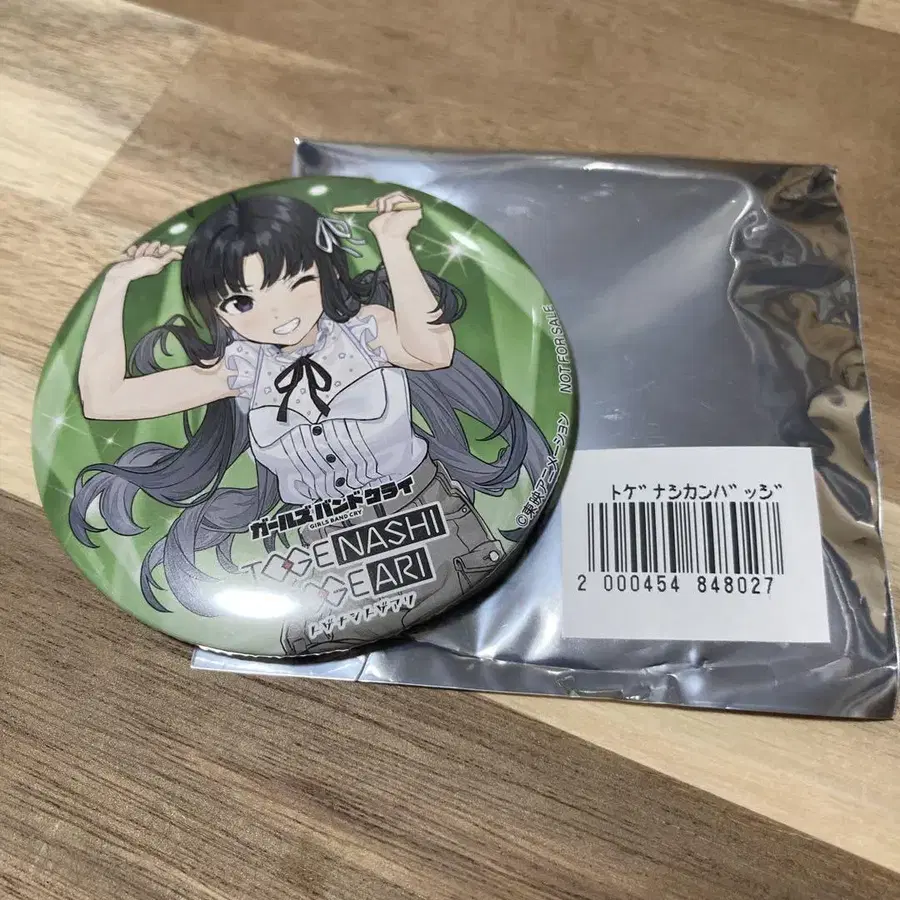 ガールズバンドクライ
GIRLS BAND CRY
TOGENASHI
TOGEARI
トゲナシトゲアリ
©東映アニメーション NOT FOR SALE
ﾄｹﾞﾅｼｶﾝﾊﾞｯｼﾞ
2 000454 848027